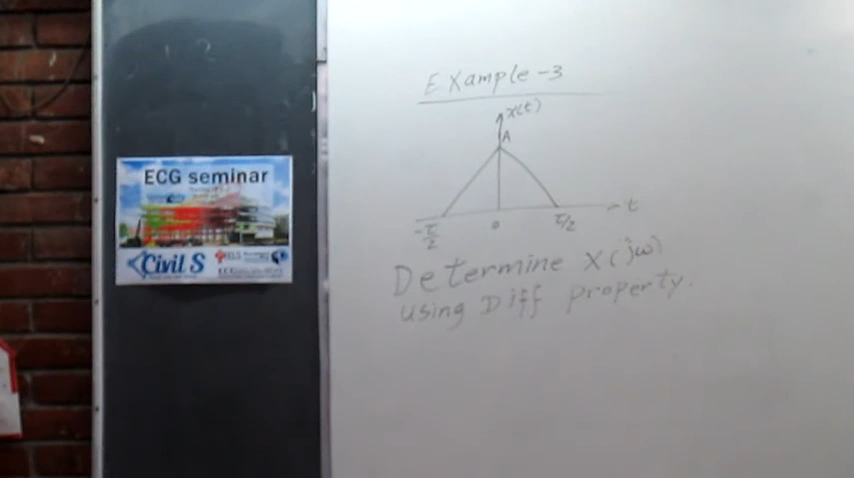 ECG seminar
Civil S
Example-3
x(t)
A
-τ/2
0
τ/2
t
Determine X(jω)
using Diff property.